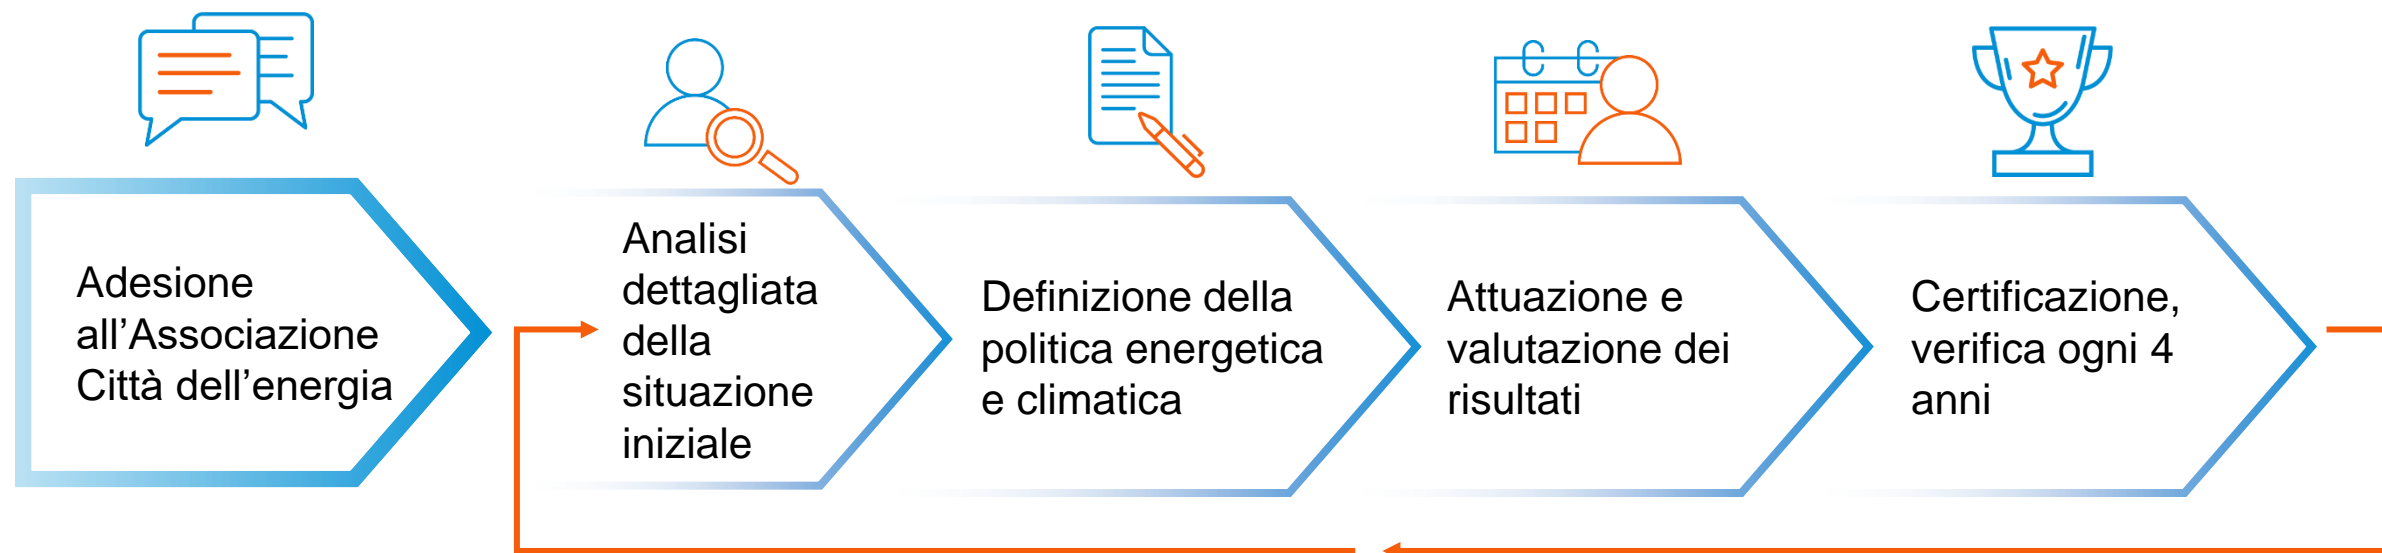 Adesione
all’Associazione
Città dell’energia
Analisi
dettagliata
della
situazione
iniziale
Definizione della
politica energetica
e climatica
Attuazione e
valutazione dei
risultati
Certificazione,
verifica ogni 4
anni